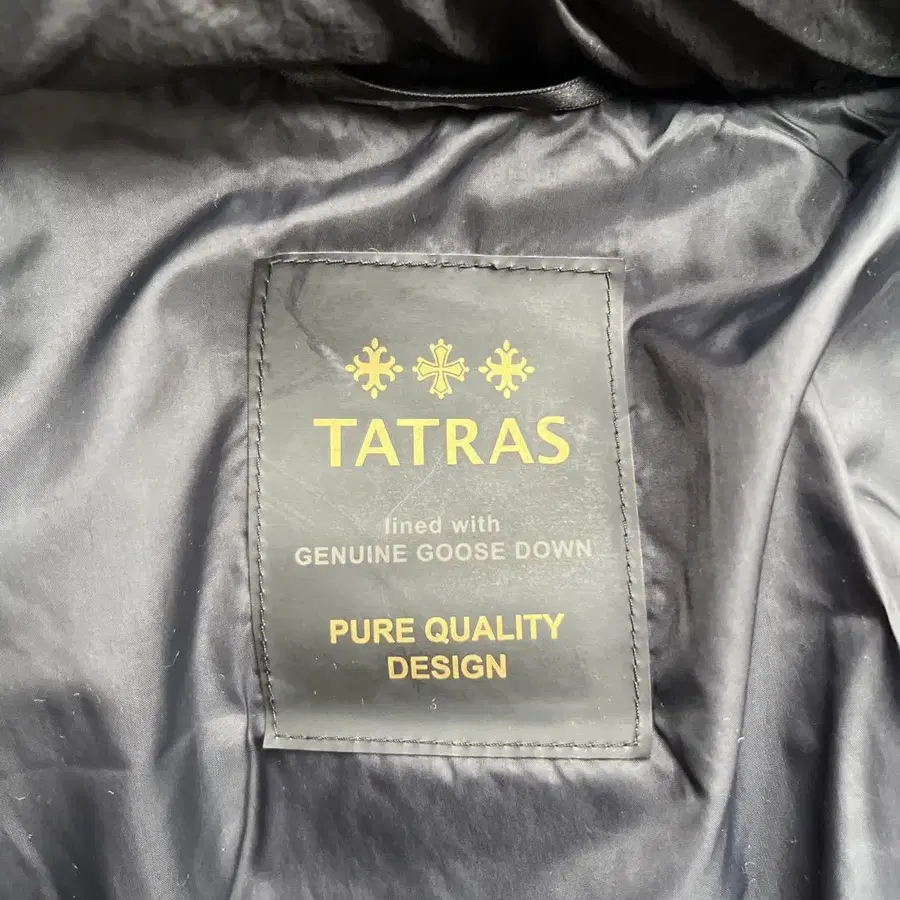 TATRAS
lined with
GENUINE GOOSE DOWN
PURE QUALITY
DESIGN